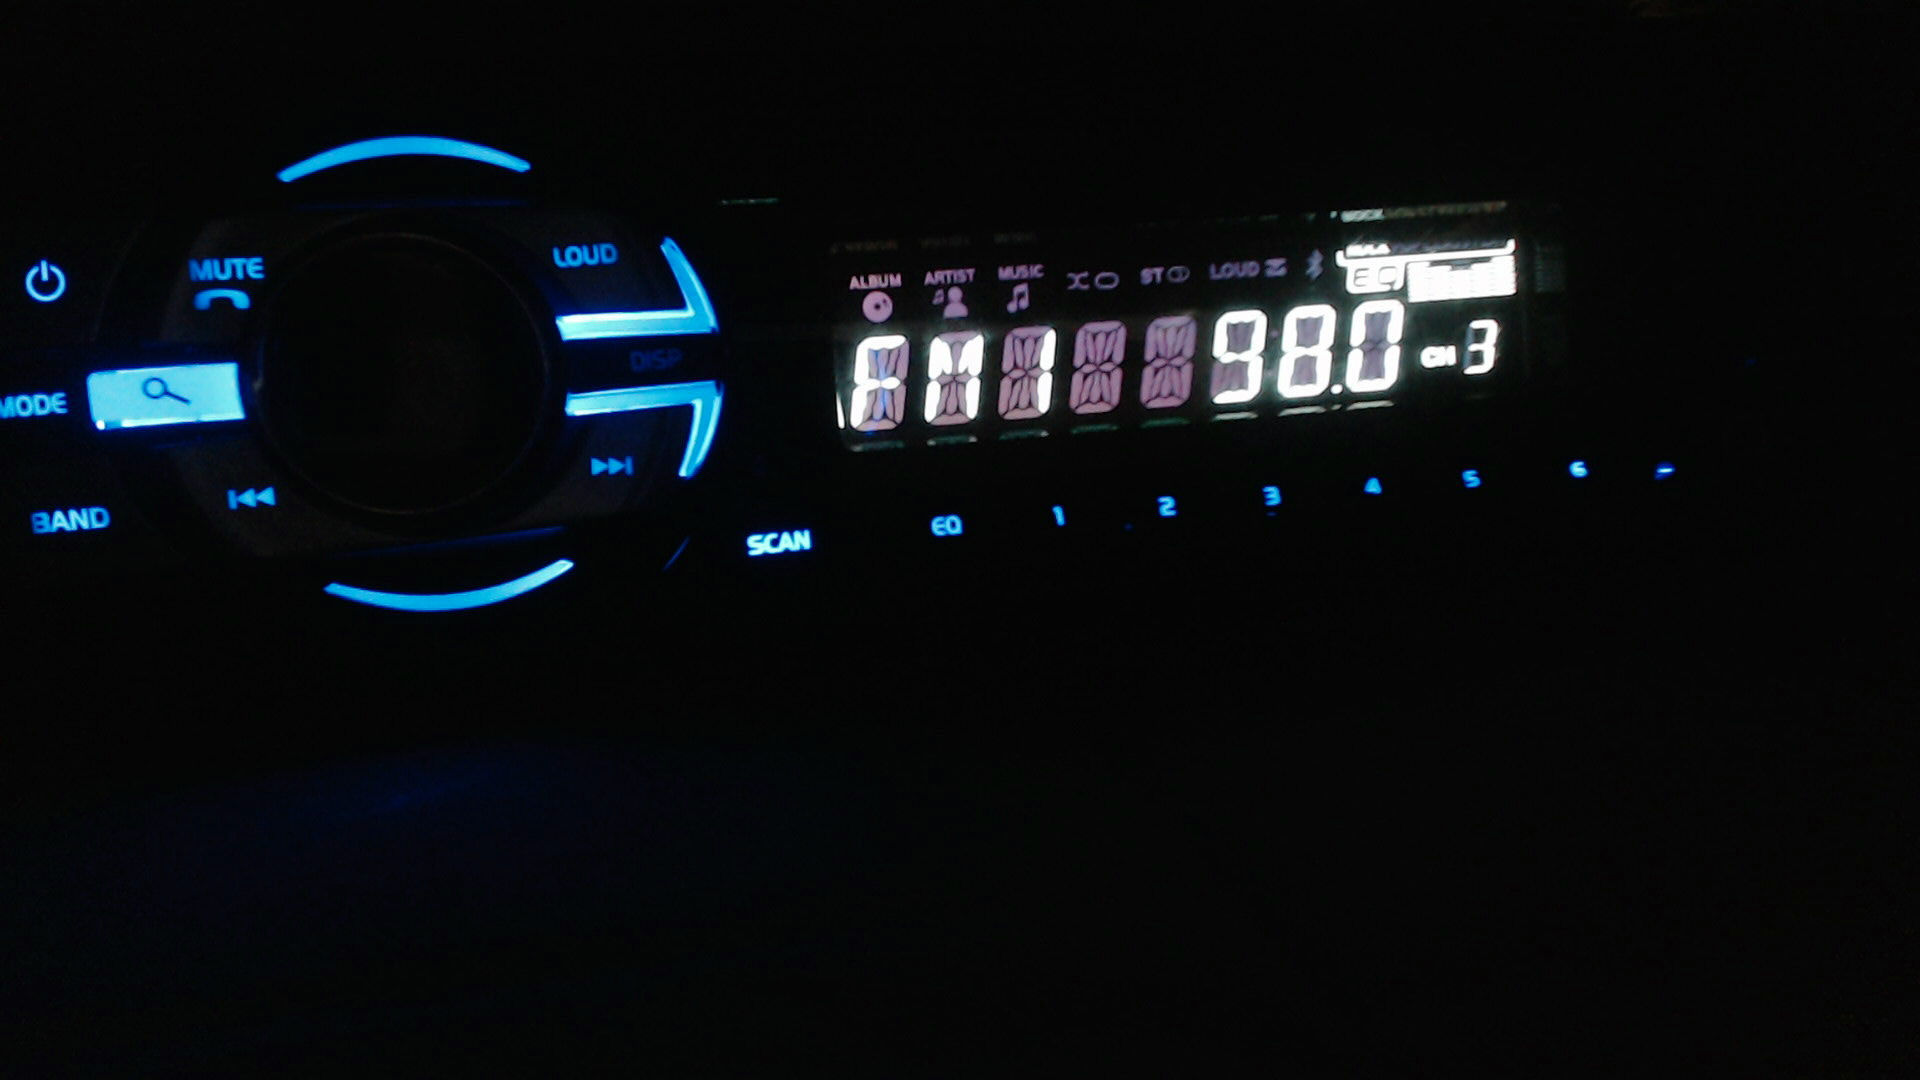 MUTE
LOUD
DISP
MODE
BAND
SCAN
EQ 1 2 3 4 5 6
ALBUM ARTIST MUSIC ST LOUD
EQ
FM1 98.0 CH 3